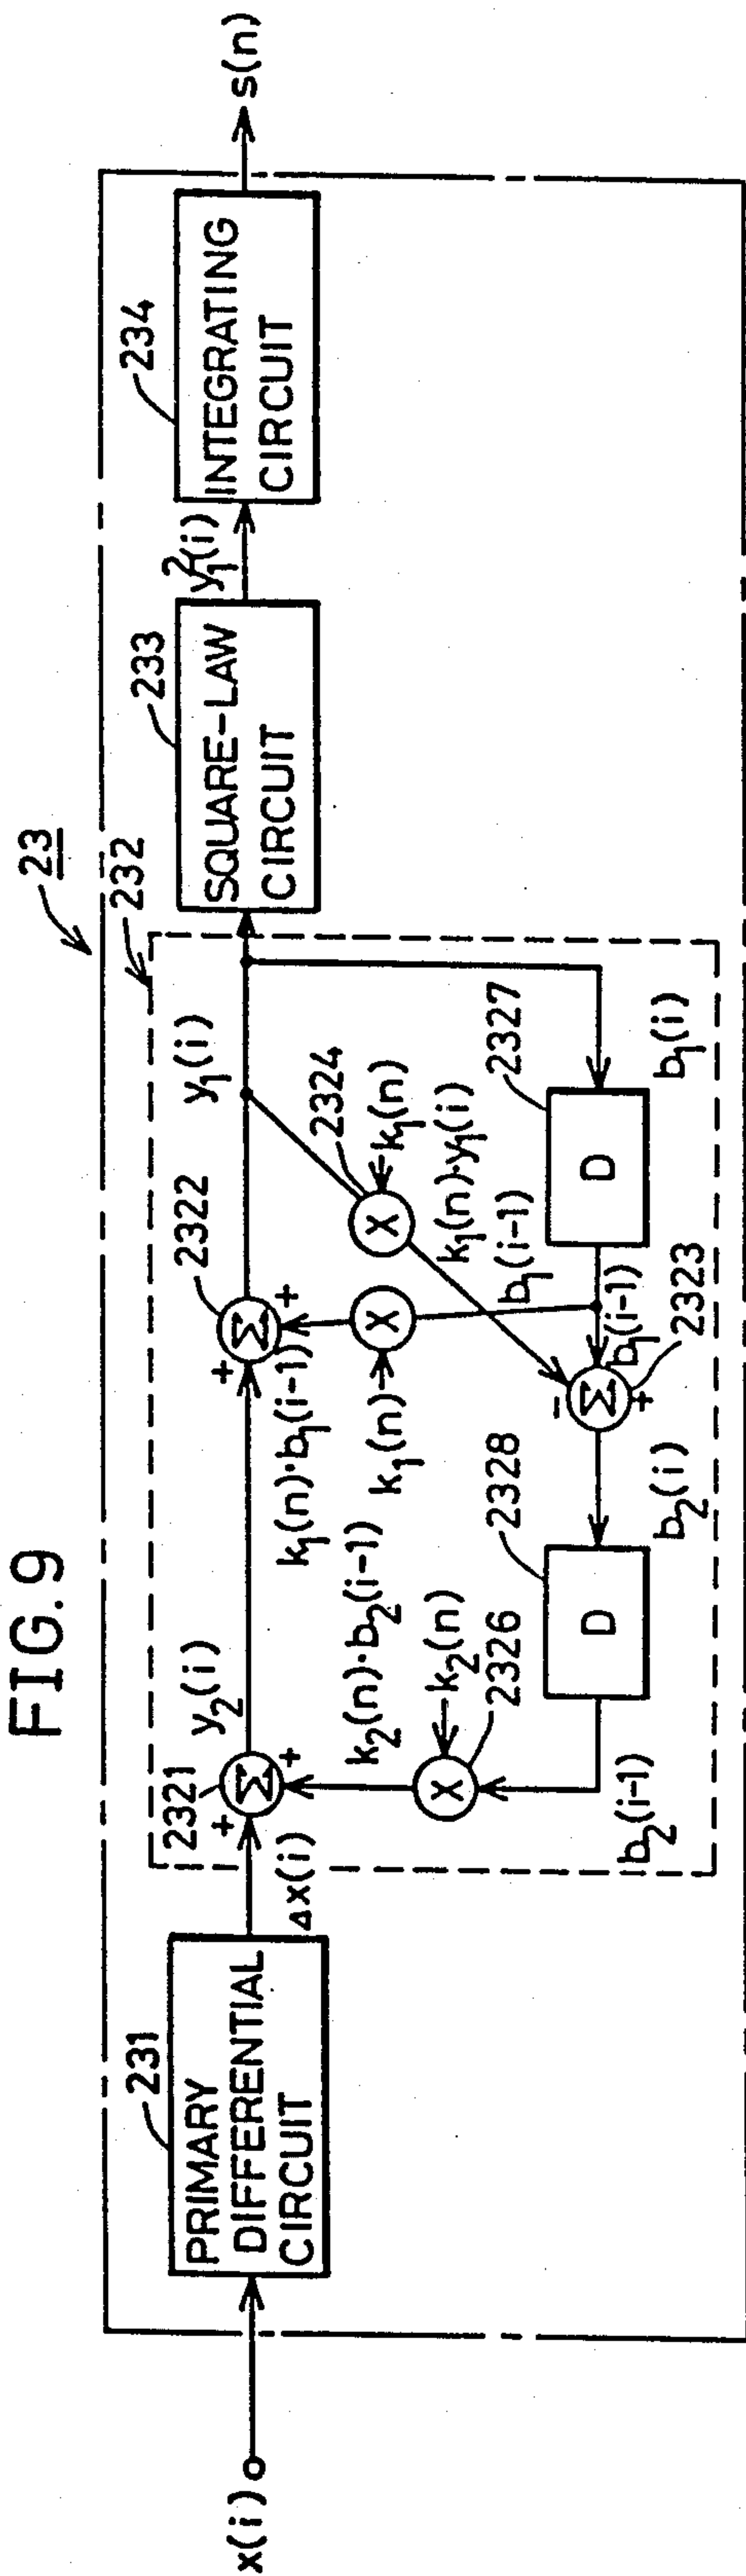 FIG. 9
23
x(i)
231
PRIMARY
DIFFERENTIAL
CIRCUIT
Δx(i)
232
2321
+
Σ
+
y₂(i)
k₂(n)·b₂(i-1)
X
k₂(n)
2326
b₂(i-1)
2328
D
b₂(i)
2322
+
Σ
+
k₁(n)·b₁(i-1)
X
k₁(n)
b₁(i-1)
y₁(i)
2324
X
k₁(n)
k₁(n)·y₁(i)
-
Σ
+
b₁(i-1)
2323
2327
D
b₁(i)
233
SQUARE-LAW
CIRCUIT
y₁²(i)
234
INTEGRATING
CIRCUIT
s(n)